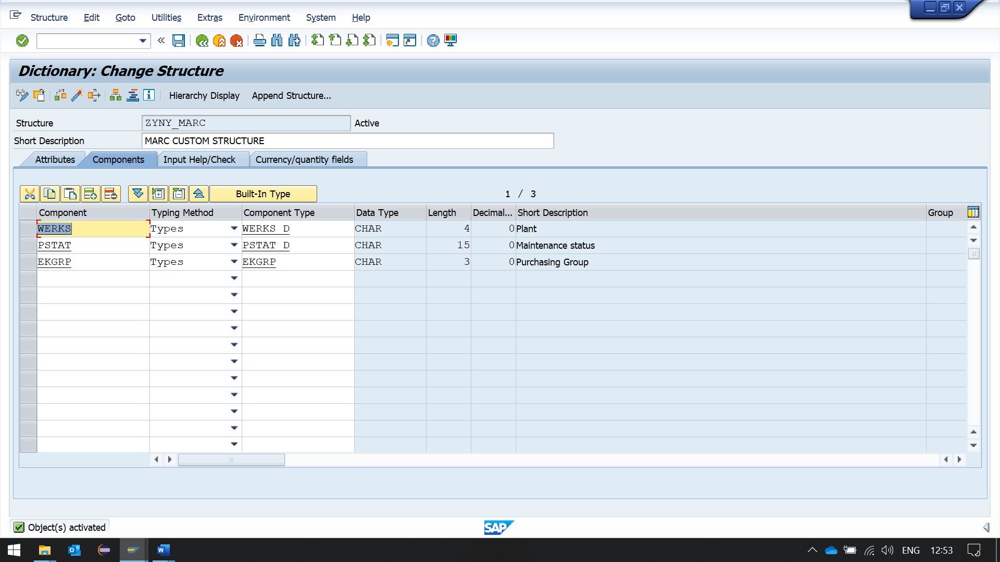 Structure Edit Goto Utilities Extras Environment System Help
Dictionary: Change Structure
Hierarchy Display Append Structure...
Structure ZYNY_MARC Active
Short Description MARC CUSTOM STRUCTURE
Attributes Components Input Help/Check Currency/quantity fields
Built-In Type 1 / 3
Component Typing Method Component Type Data Type Length Decimal... Short Description Group
WERKS Types WERKS_D CHAR 4 0 Plant
PSTAT Types PSTAT_D CHAR 15 0 Maintenance status
EKGRP Types EKGRP CHAR 3 0 Purchasing Group
Object(s) activated SAP
ENG 12:53